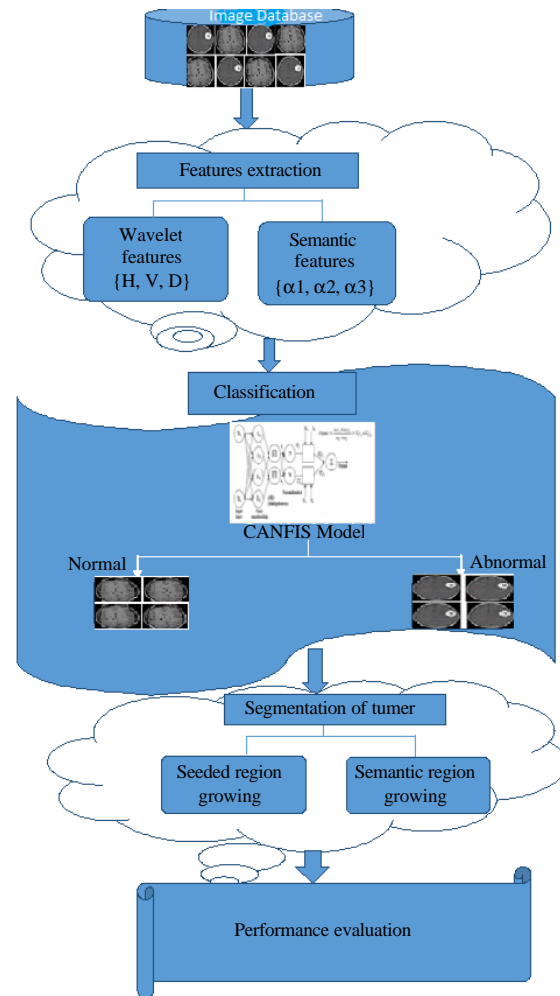 Image Database
Features extraction
Wavelet
features
{H, V, D}
Semantic
features
{α1, α2, α3}
Classification
CANFIS Model
Normal
Abnormal
Segmentation of tumer
Seeded region
growing
Semantic region
growing
Performance evaluation